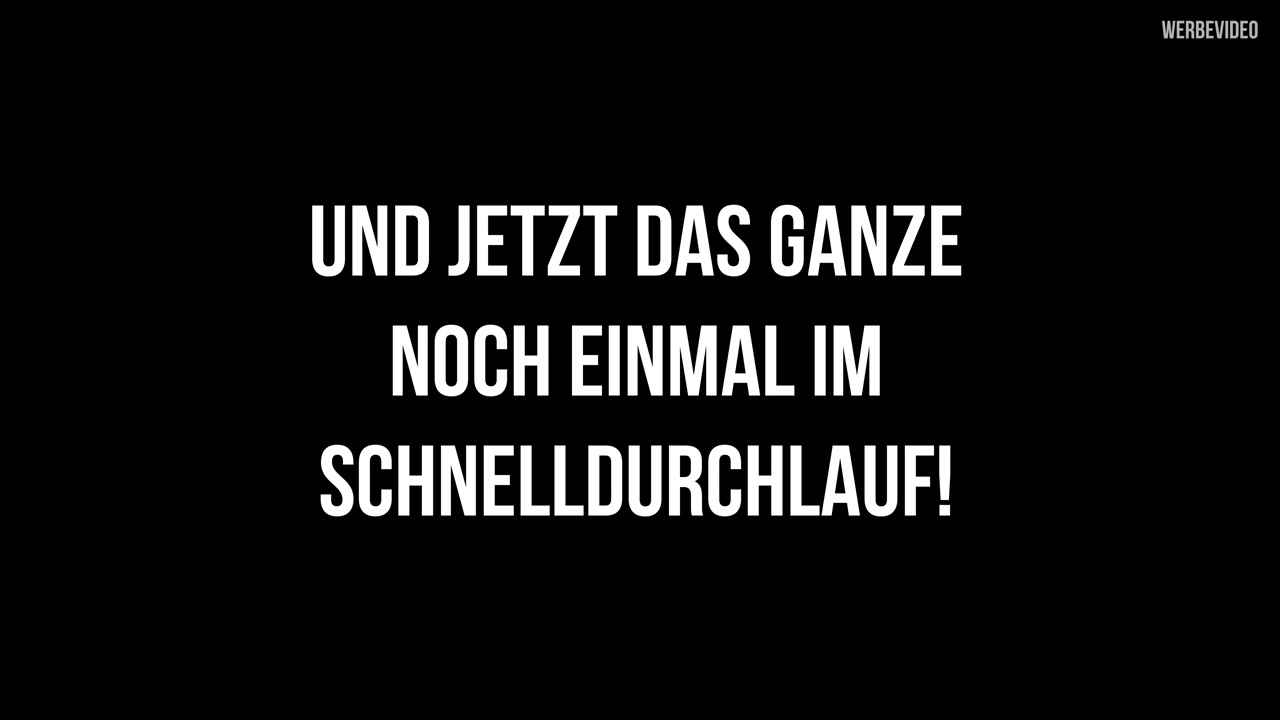 WERBEVIDEO
UND JETZT DAS GANZE
NOCH EINMAL IM
SCHNELLDURCHLAUF!